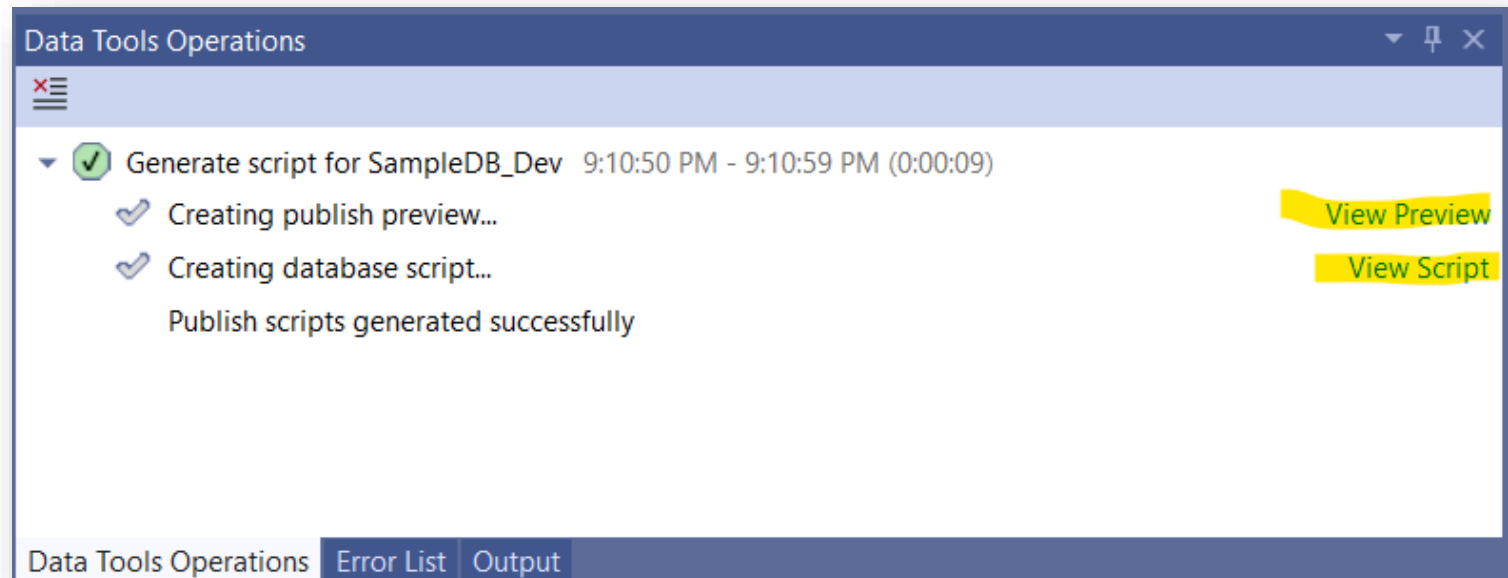 Data Tools Operations
Generate script for SampleDB_Dev 9:10:50 PM - 9:10:59 PM (0:00:09)
Creating publish preview... View Preview
Creating database script... View Script
Publish scripts generated successfully
Data Tools Operations Error List Output